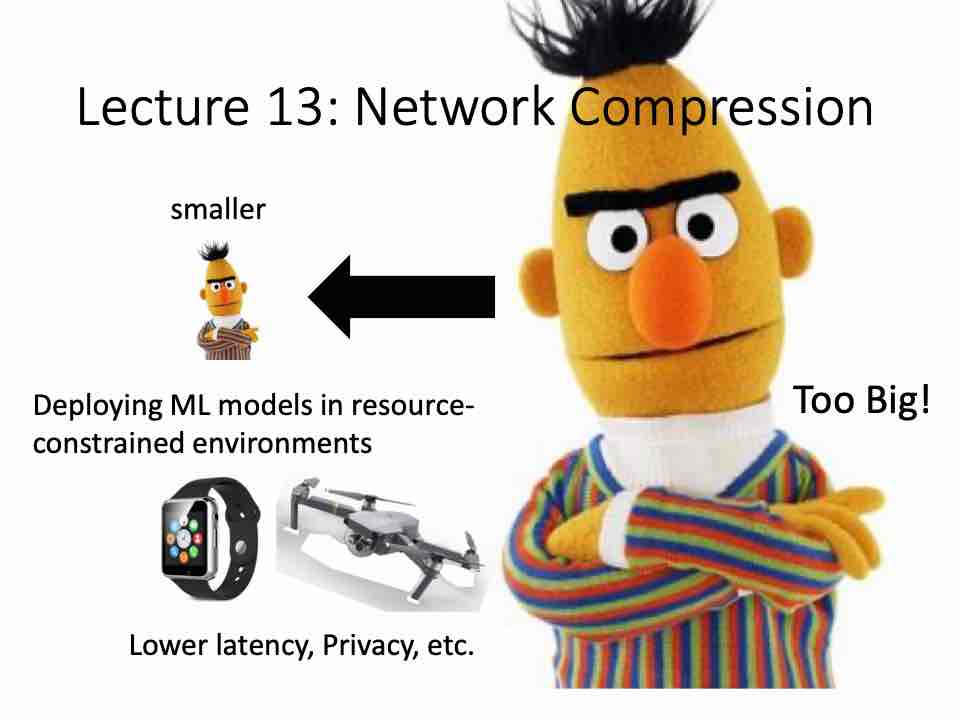 Lecture 13: Network Compression
smaller
Too Big!
Deploying ML models in resource-
constrained environments
Lower latency, Privacy, etc.